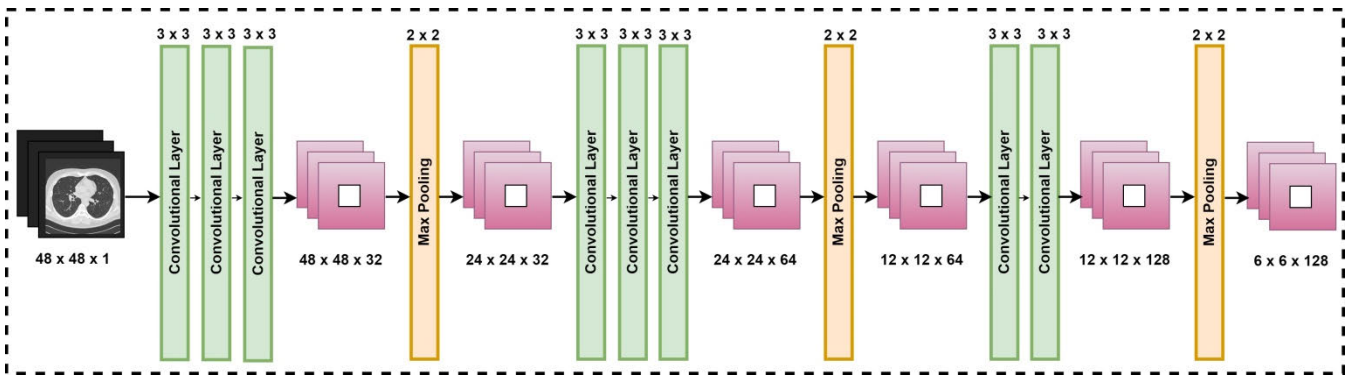 3 x 3 3 x 3 3 x 3
2 x 2
3 x 3 3 x 3 3 x 3
2 x 2
3 x 3 3 x 3
2 x 2
Convolutional Layer
Convolutional Layer
Convolutional Layer
Max Pooling
Convolutional Layer
Convolutional Layer
Convolutional Layer
Max Pooling
Convolutional Layer
Convolutional Layer
Max Pooling
48 x 48 x 1
48 x 48 x 32
24 x 24 x 32
24 x 24 x 64
12 x 12 x 64
12 x 12 x 128
6 x 6 x 128